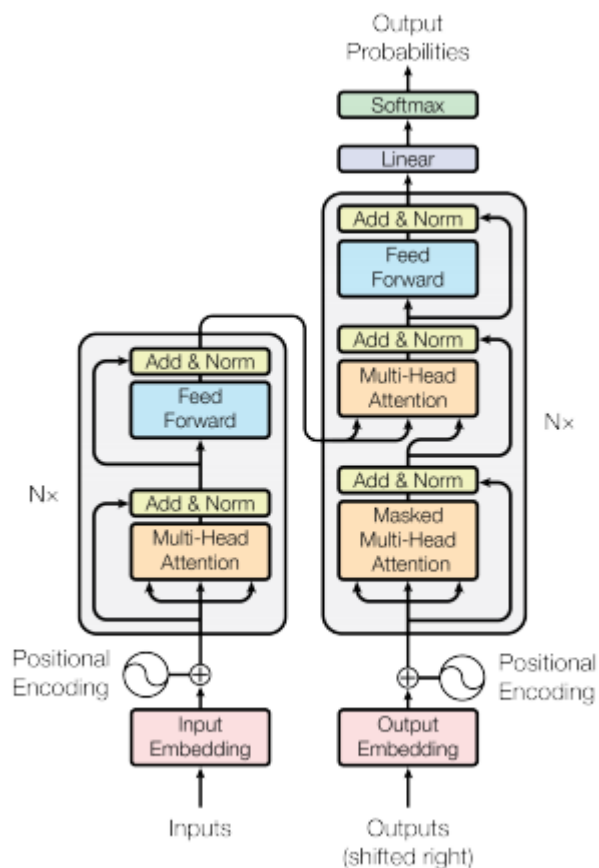 Output
Probabilities
Softmax
Linear
Add & Norm
Feed
Forward
Add & Norm
Multi-Head
Attention
Nx
Add & Norm
Masked
Multi-Head
Attention
Positional
Encoding
Output
Embedding
Outputs
(shifted right)
Add & Norm
Feed
Forward
Nx
Add & Norm
Multi-Head
Attention
Positional
Encoding
Input
Embedding
Inputs